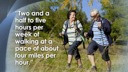 "Two and a
half to five
hours per
week of
walking at a
pace of about
four miles per
hour."